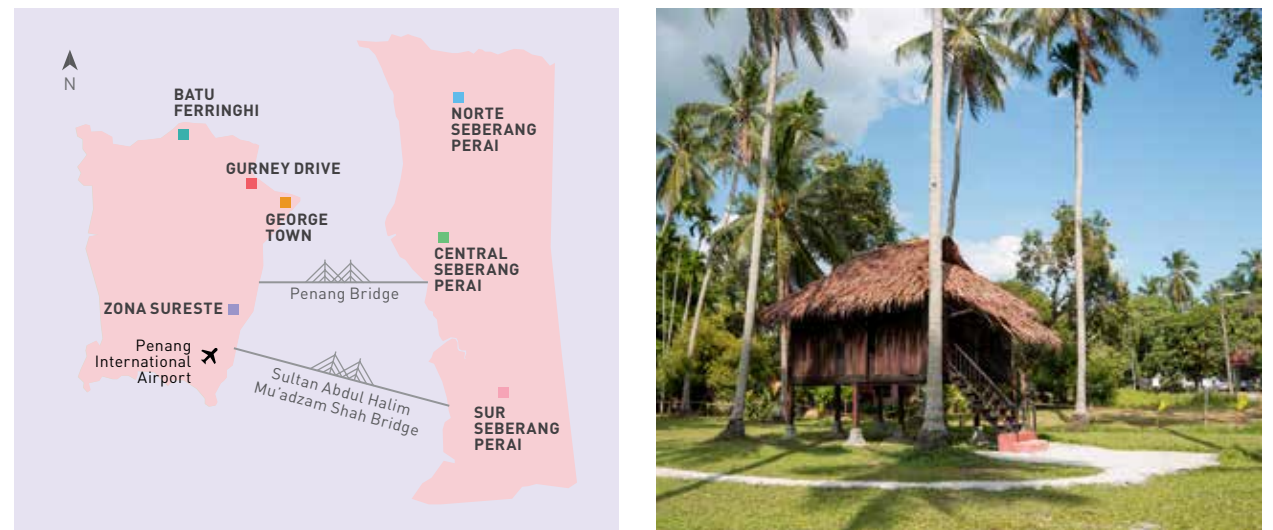 N
BATU
FERRINGHI
GURNEY DRIVE
GEORGE
TOWN
NORTE
SEBERANG
PERAI
CENTRAL
SEBERANG
PERAI
Penang Bridge
ZONA SURESTE
Penang
International
Airport
Sultan Abdul Halim
Mu'adzam Shah Bridge
SUR
SEBERANG
PERAI